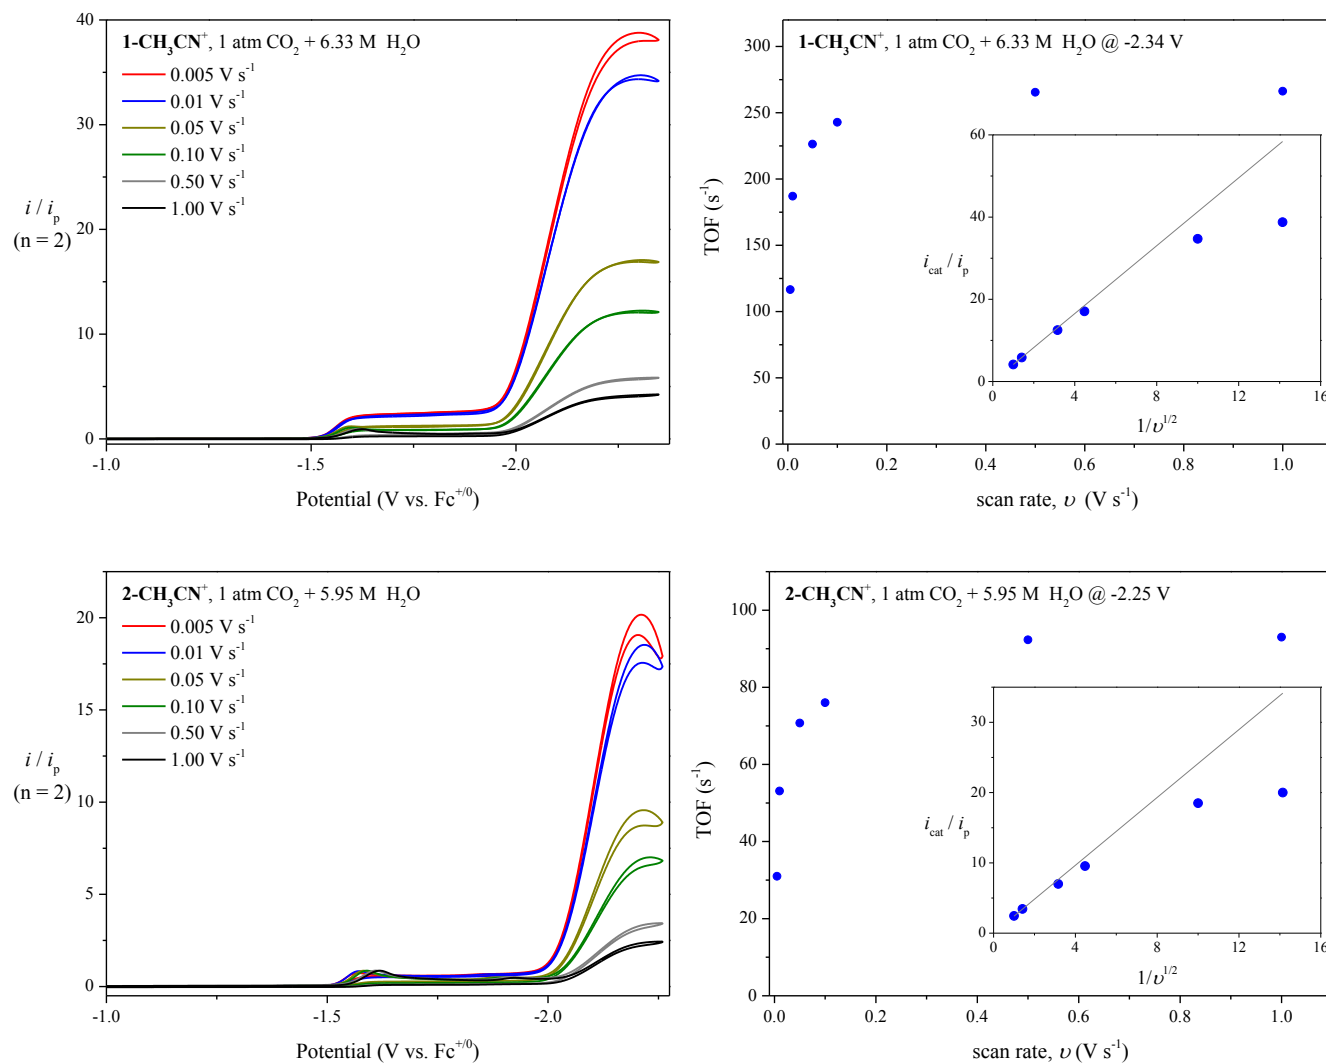 1-CH₃CN⁺, 1 atm CO₂ + 6.33 M H₂O
0.005 V s⁻¹
0.01 V s⁻¹
0.05 V s⁻¹
0.10 V s⁻¹
0.50 V s⁻¹
1.00 V s⁻¹
i / iₚ
(n = 2)
40
30
20
10
0
-1.0
-1.5
-2.0
Potential (V vs. Fc⁺/⁰)
1-CH₃CN⁺, 1 atm CO₂ + 6.33 M H₂O @ -2.34 V
TOF (s⁻¹)
300
250
200
150
100
50
0
0.0
0.2
0.4
0.6
0.8
1.0
scan rate, υ (V s⁻¹)
i_cat / iₚ
60
40
20
0
0
4
8
12
16
1/υ^1/2
2-CH₃CN⁺, 1 atm CO₂ + 5.95 M H₂O
0.005 V s⁻¹
0.01 V s⁻¹
0.05 V s⁻¹
0.10 V s⁻¹
0.50 V s⁻¹
1.00 V s⁻¹
i / iₚ
(n = 2)
20
15
10
5
0
-1.0
-1.5
-2.0
Potential (V vs. Fc⁺/⁰)
2-CH₃CN⁺, 1 atm CO₂ + 5.95 M H₂O @ -2.25 V
TOF (s⁻¹)
100
80
60
40
20
0
0.0
0.2
0.4
0.6
0.8
1.0
scan rate, υ (V s⁻¹)
i_cat / iₚ
30
20
10
0
0
4
8
12
16
1/υ^1/2